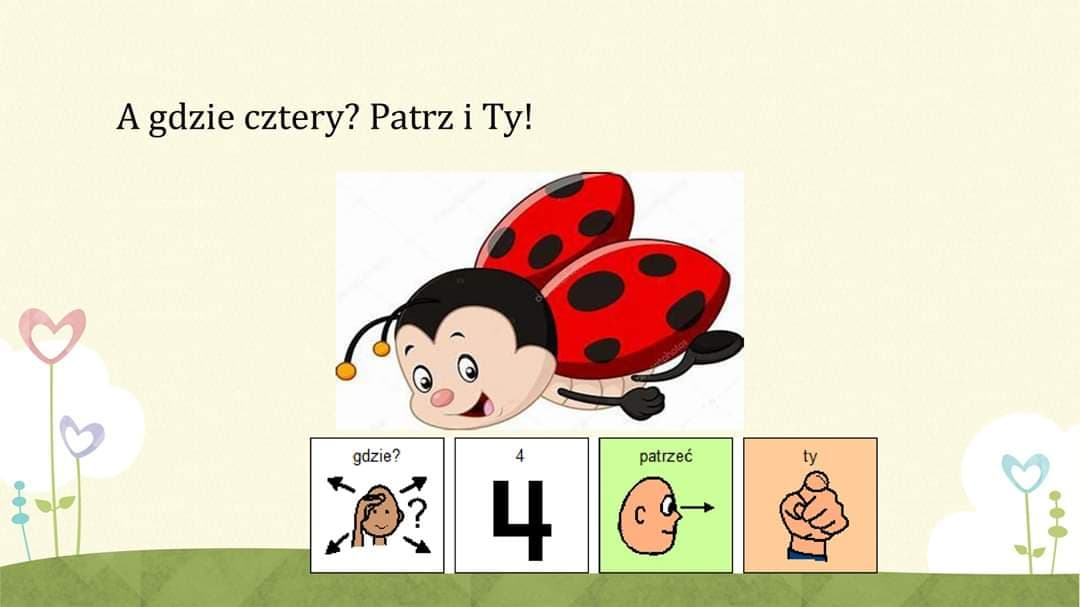 A gdzie cztery? Patrz i Ty!
gdzie?
4
patrzeć
ty
?
4